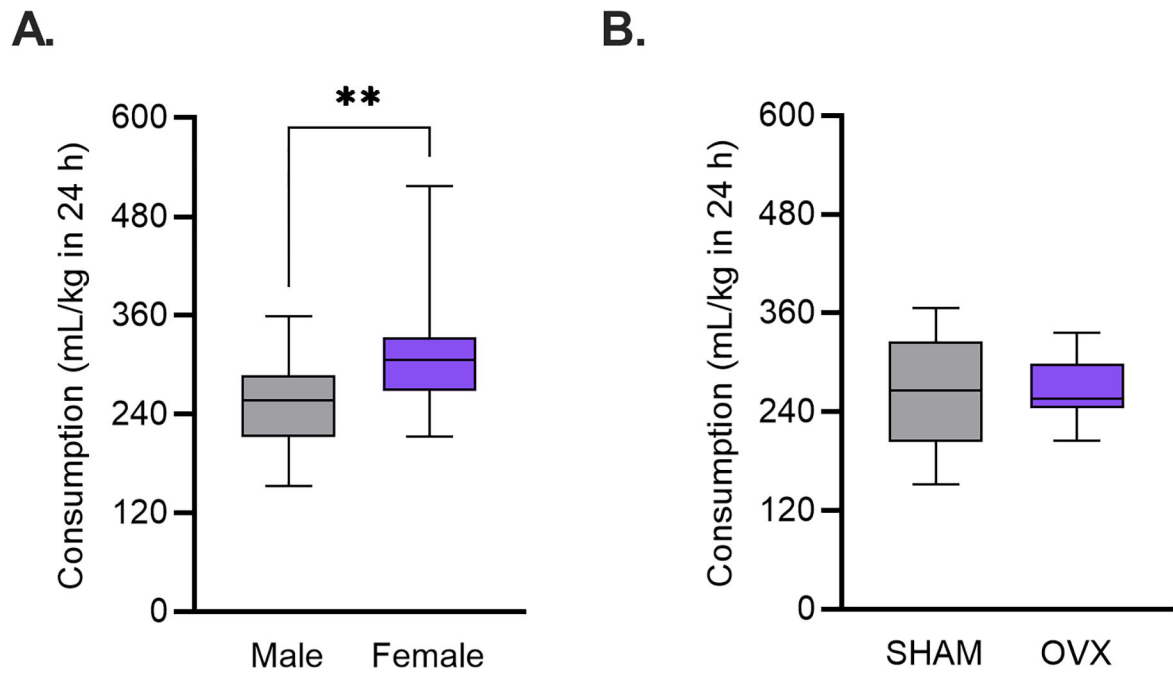 A.
Consumption (mL/kg in 24 h)
600
480
360
240
120
0
**
Male Female
B.
Consumption (mL/kg in 24 h)
600
480
360
240
120
0
SHAM OVX